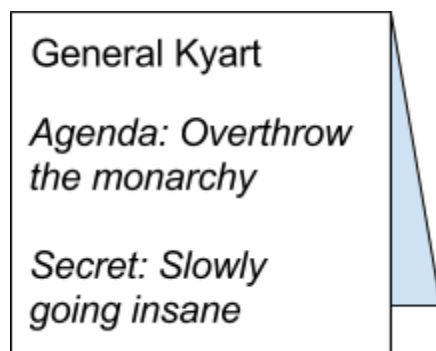 General Kyart
Agenda: Overthrow
the monarchy
Secret: Slowly
going insane